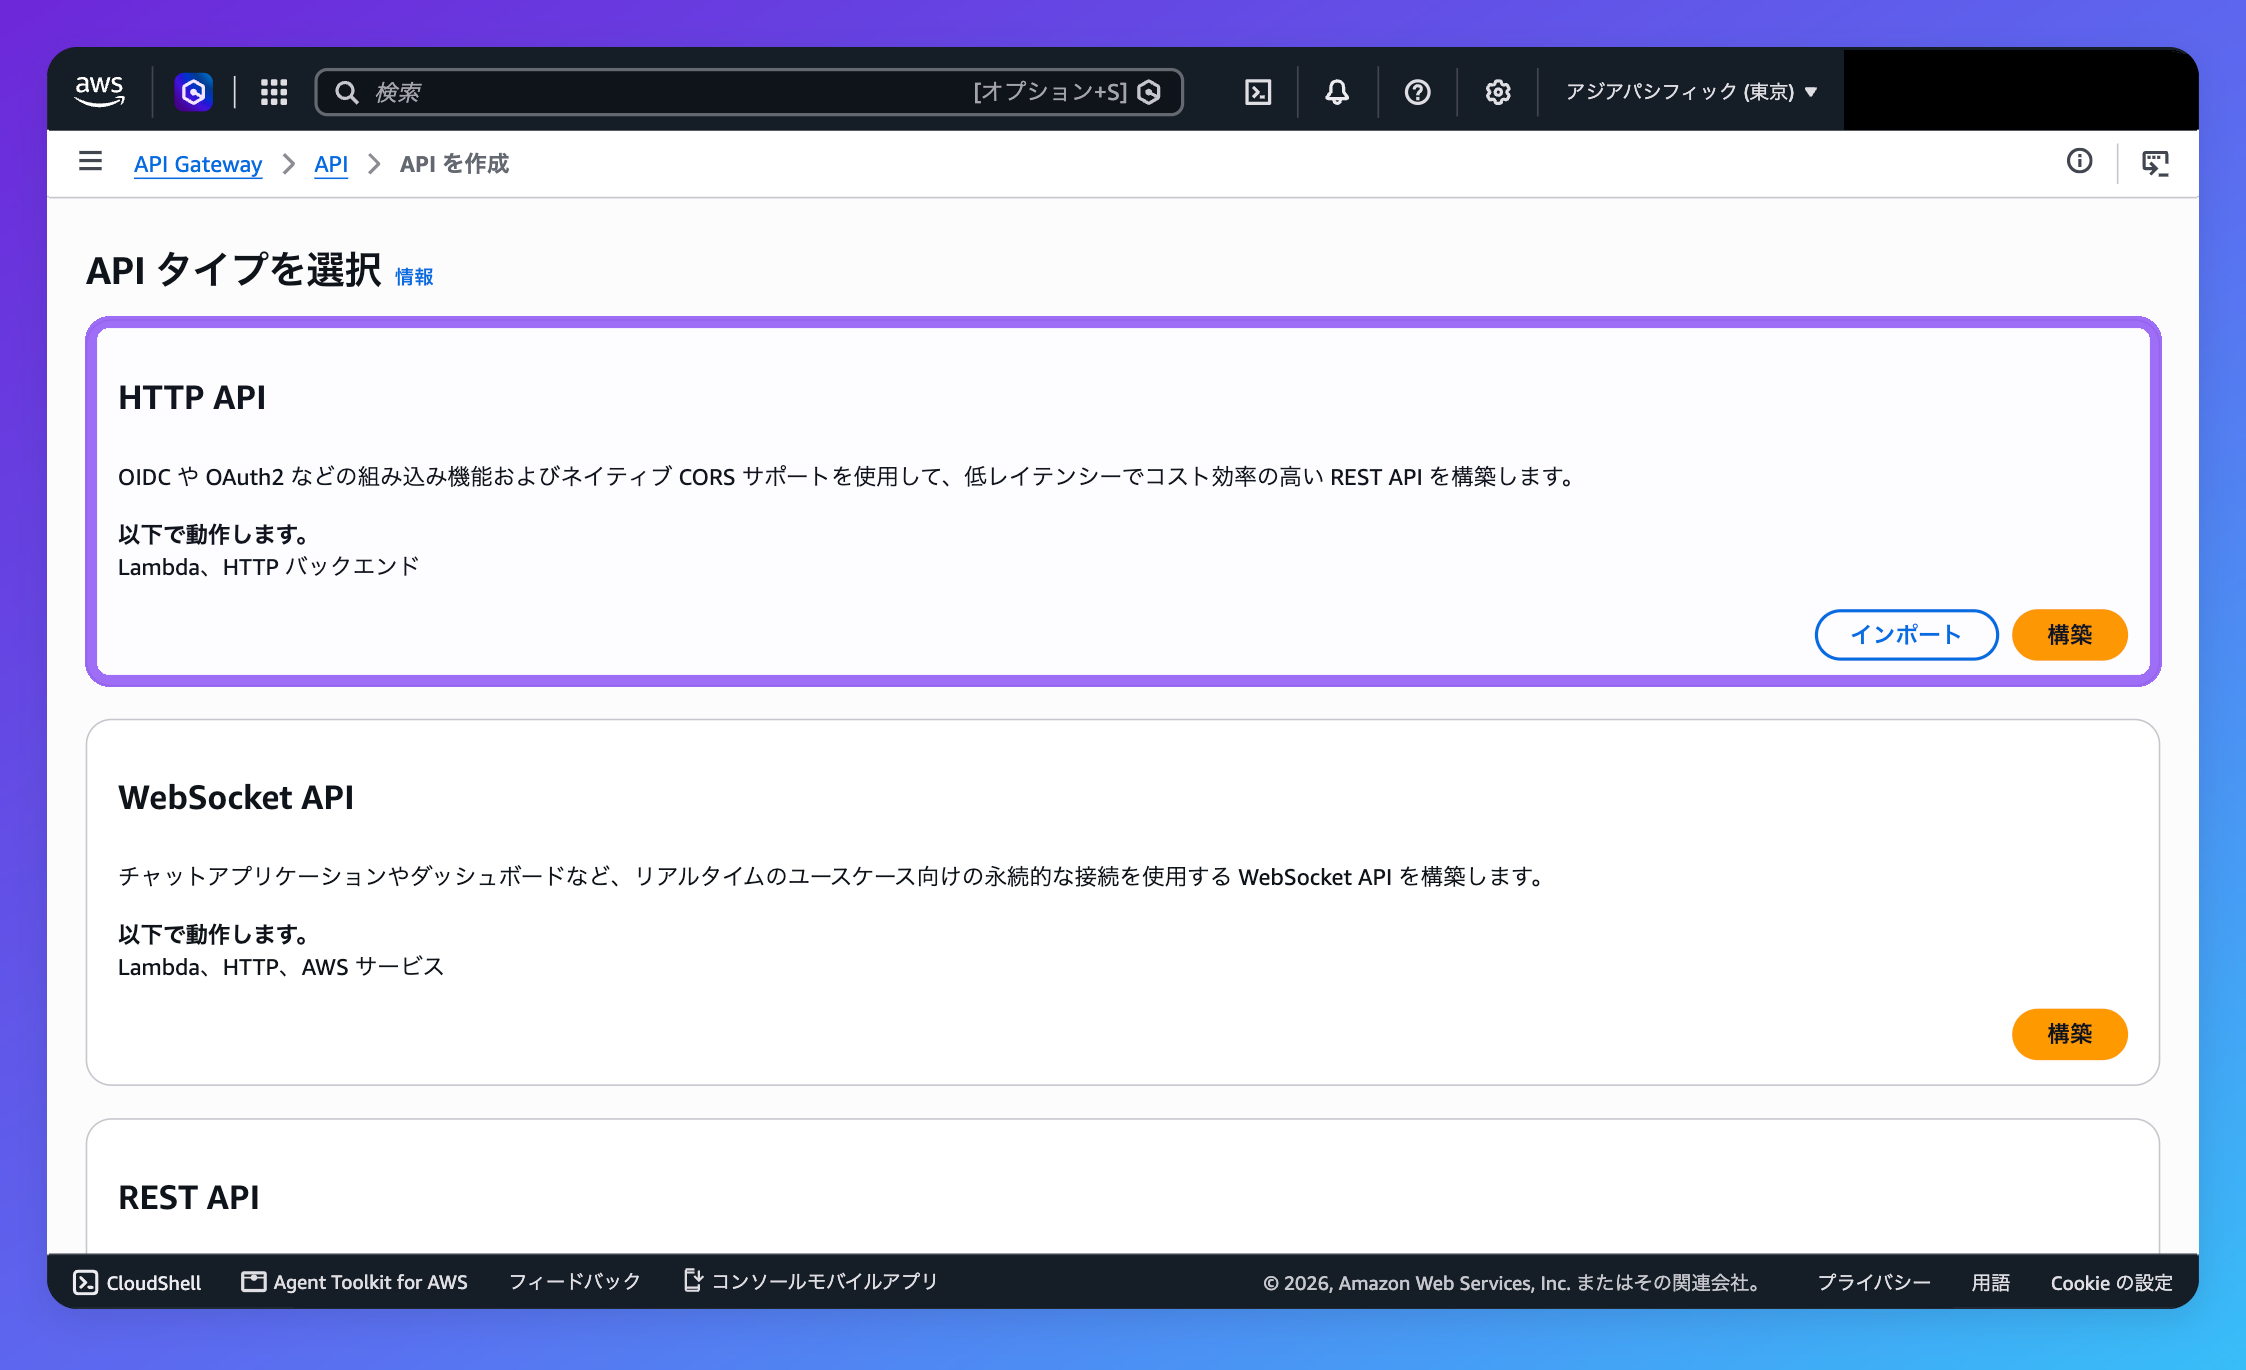 aws
検索
[オプション+S]
アジアパシフィック (東京) ▼
API Gateway > API > API を作成
API タイプを選択 情報
HTTP API
OIDC や OAuth2 などの組み込み機能およびネイティブ CORS サポートを使用して、低レイテンシーでコスト効率の高い REST API を構築します。
以下で動作します。
Lambda、HTTP バックエンド
インポート
構築
WebSocket API
チャットアプリケーションやダッシュボードなど、リアルタイムのユースケース向けの永続的な接続を使用する WebSocket API を構築します。
以下で動作します。
Lambda、HTTP、AWS サービス
構築
REST API
CloudShell
Agent Toolkit for AWS
フィードバック
コンソールモバイルアプリ
© 2026, Amazon Web Services, Inc. またはその関連会社。
プライバシー
用語
Cookie の設定